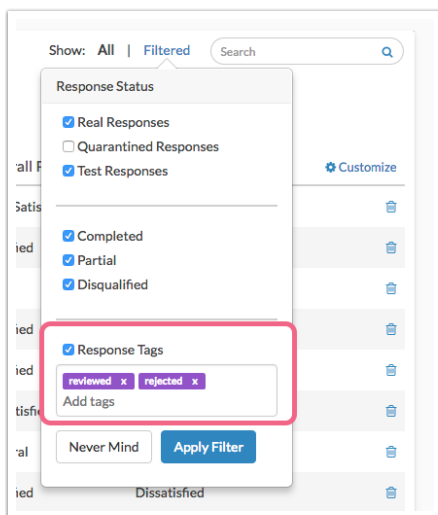 Show: All | Filtered Search
Response Status
Real Responses
Quarantined Responses
Test Responses
Customize
Completed
Partial
Disqualified
Response Tags
reviewed x rejected x
Add tags
Never Mind Apply Filter
Dissatisfied